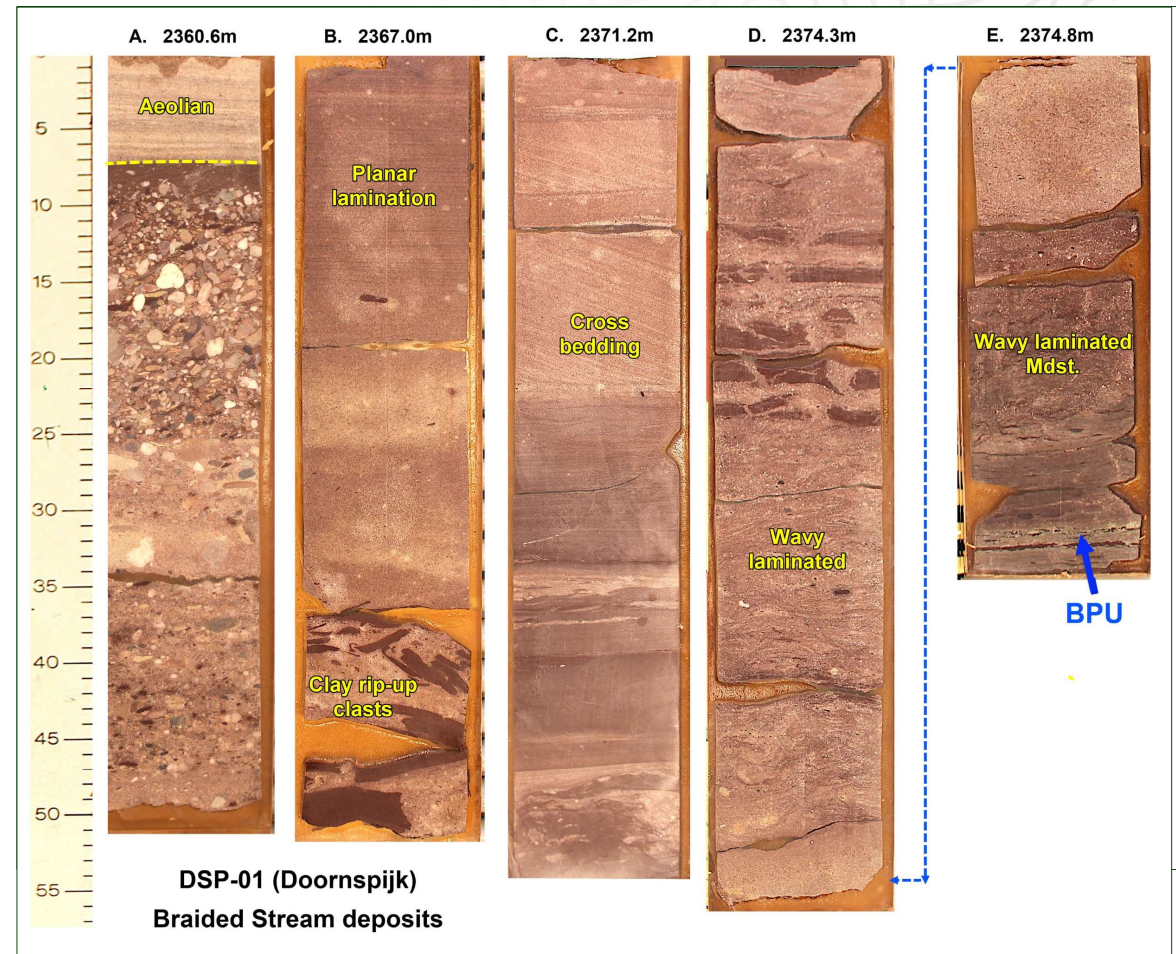 A. 2360.6m
B. 2367.0m
C. 2371.2m
D. 2374.3m
E. 2374.8m
Aeolian
5
10
15
20
25
30
35
40
45
50
55
Planar
lamination
Clay rip-up
clasts
Cross
bedding
Wavy
laminated
Wavy laminated
Mdst.
BPU
DSP-01 (Doornspijk)
Braided Stream deposits